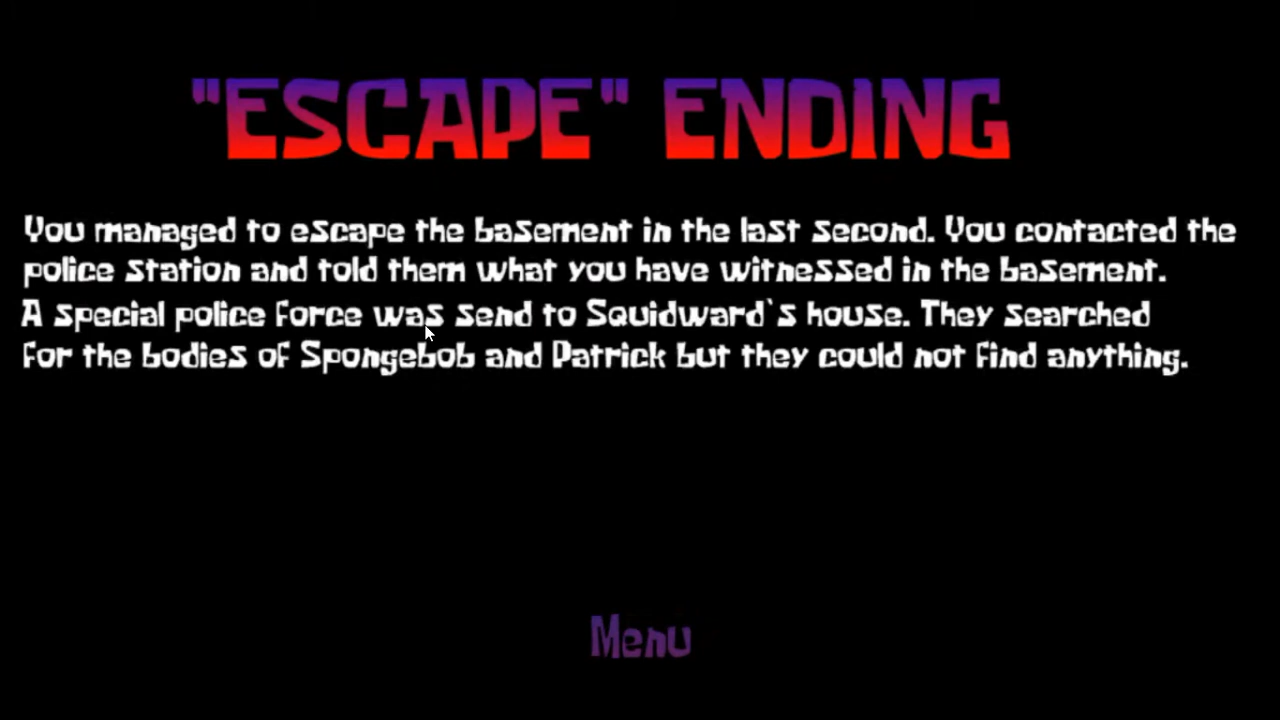 "ESCAPE" ENDING
You managed to escape the basement in the last second. You contacted the
police station and told them what you have witnessed in the basement.
A special police force was send to Squidward`s house. They searched
for the bodies of Spongebob and Patrick but they could not find anything.
Menu